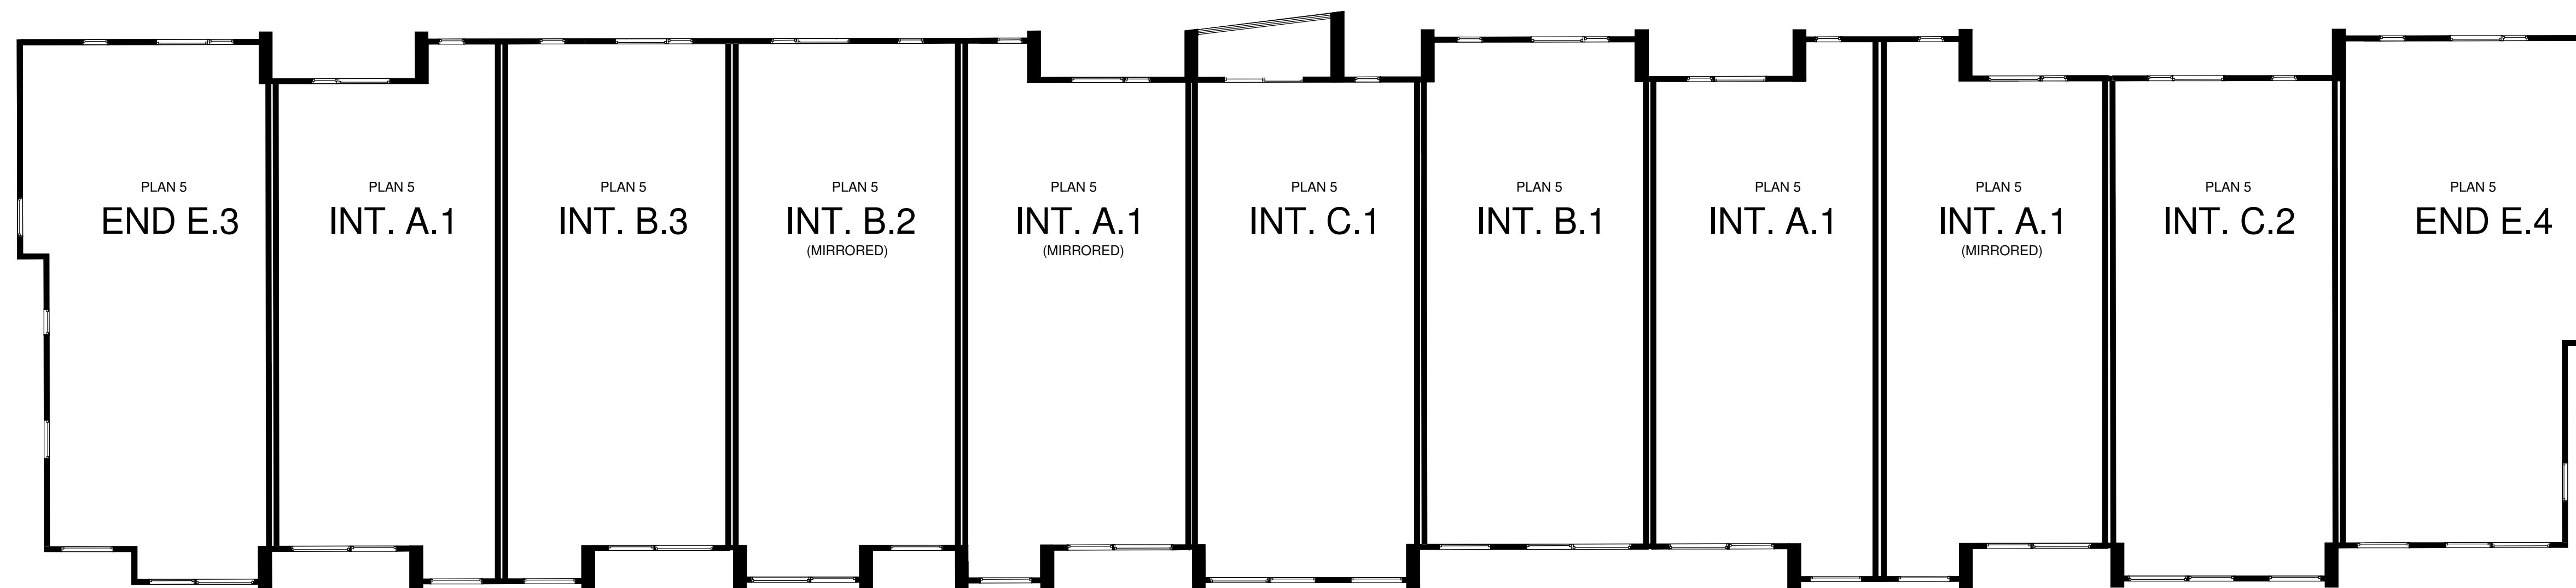 PLAN 5
END E.3
PLAN 5
INT. A.1
PLAN 5
INT. B.3
PLAN 5
INT. B.2
(MIRRORED)
PLAN 5
INT. A.1
(MIRRORED)
PLAN 5
INT. C.1
PLAN 5
INT. B.1
PLAN 5
INT. A.1
PLAN 5
INT. A.1
(MIRRORED)
PLAN 5
INT. C.2
PLAN 5
END E.4